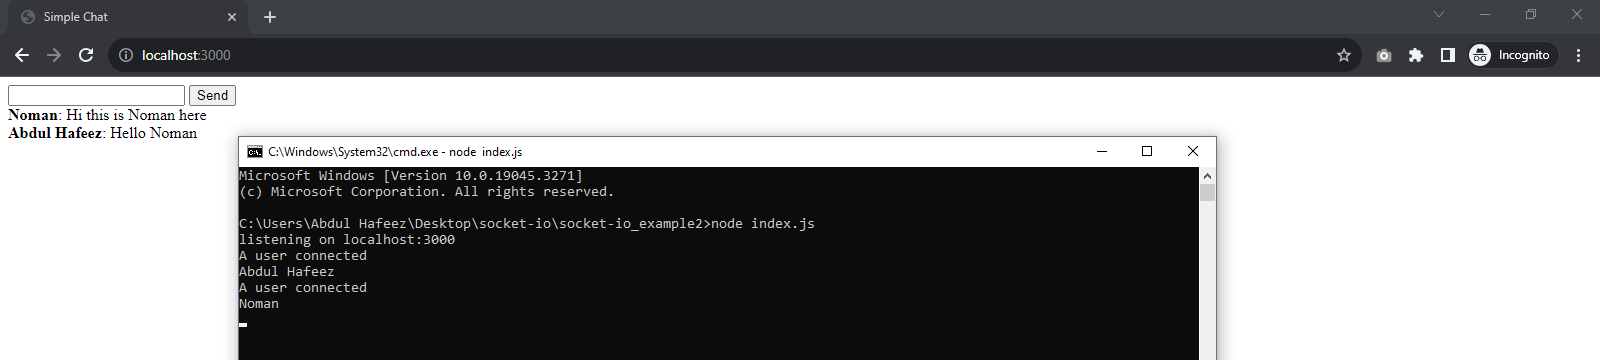 Simple Chat
localhost:3000
Incognito
Send
Noman: Hi this is Noman here
Abdul Hafeez: Hello Noman
C:\Windows\System32\cmd.exe - node  index.js
Microsoft Windows [Version 10.0.19045.3271]
(c) Microsoft Corporation. All rights reserved.
C:\Users\Abdul Hafeez\Desktop\socket-io\socket-io_example2>node index.js
listening on localhost:3000
A user connected
Abdul Hafeez
A user connected
Noman